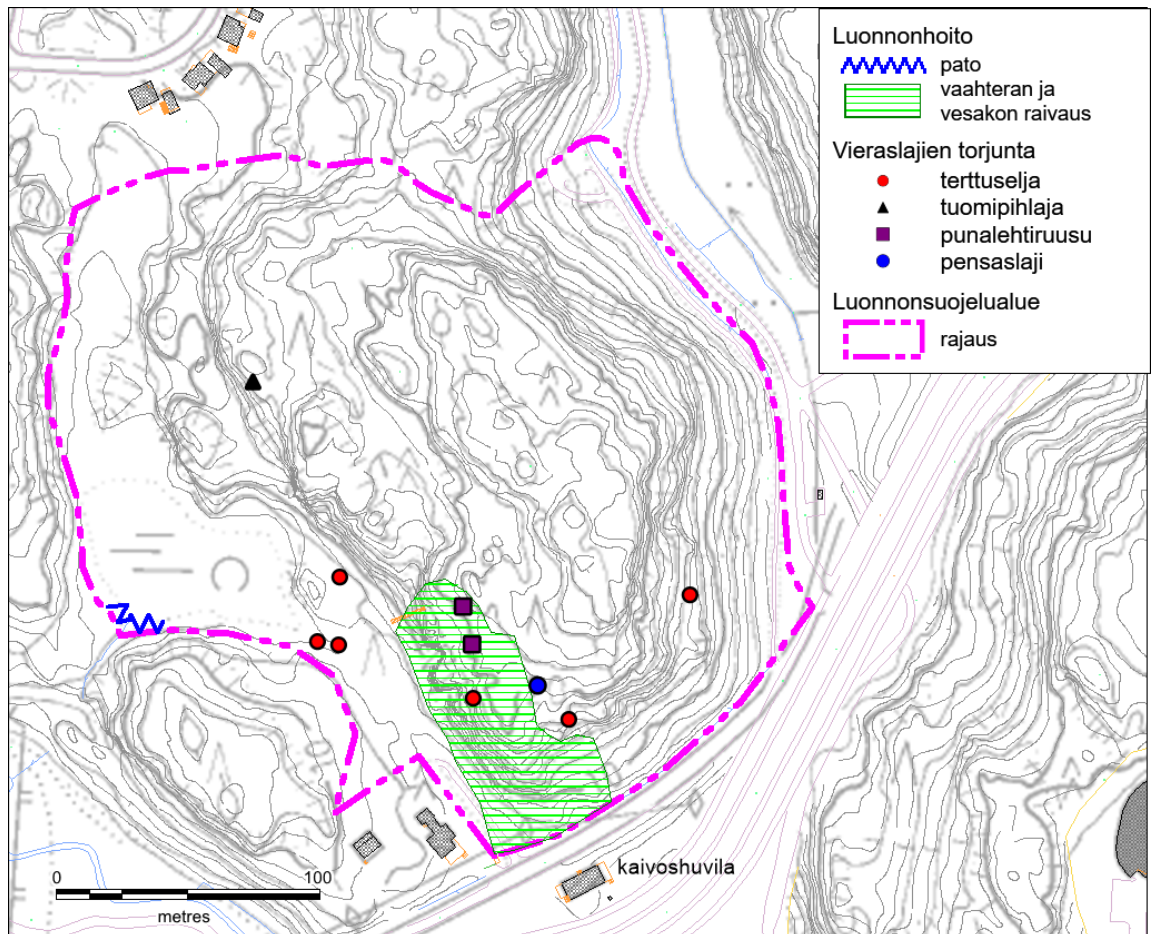 Luonnonhoito
pato
vaahteran ja
vesakon raivaus
Vieraslajien torjunta
terttuselja
tuomipihlaja
punalehtiruusu
pensaslaji
Luonnonsuojelualue
rajaus
kaivoshuvila
0 100
metres